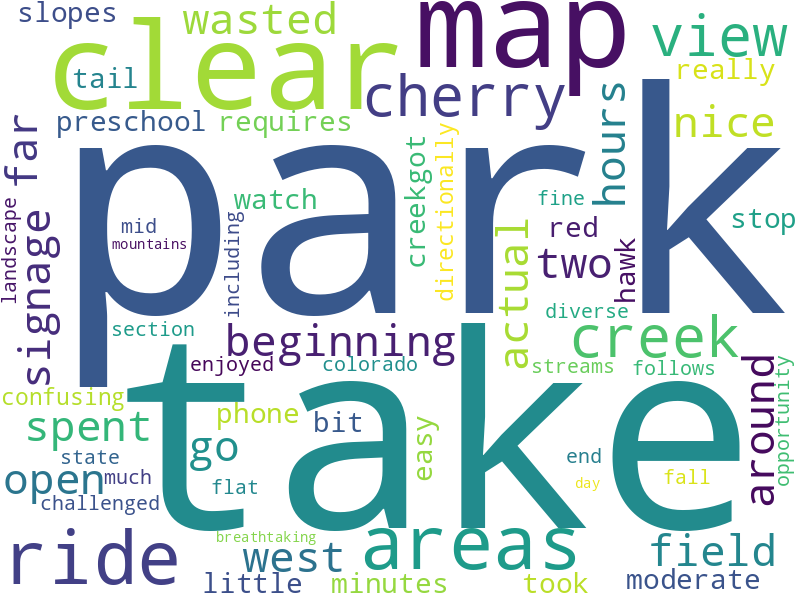 slopes
wasted
map
clear
view
tail
really
cherry
preschool
requires
hours
nice
park
far
watch
creekgot
directionally
landscape
signage
mid
including
fine
red
stop
mountains
actual
two
hawk
section
beginning
diverse
creek
enjoyed
colorado
streams
follows
around
opportunity
confusing
take
spent
phone
bit
easy
go
state
open
much
flat
end
day
fall
challenged
ride
breathtaking
west
areas
field
little
minutes
took
moderate